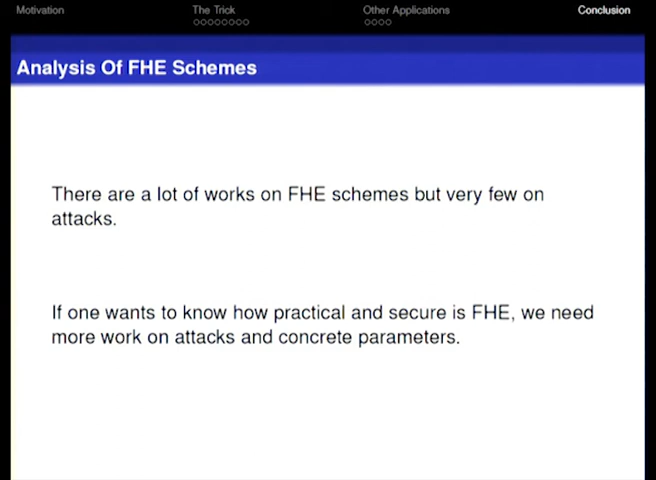 Motivation
The Trick
Other Applications
Conclusion
Analysis Of FHE Schemes
There are a lot of works on FHE schemes but very few on
attacks.
If one wants to know how practical and secure is FHE, we need
more work on attacks and concrete parameters.